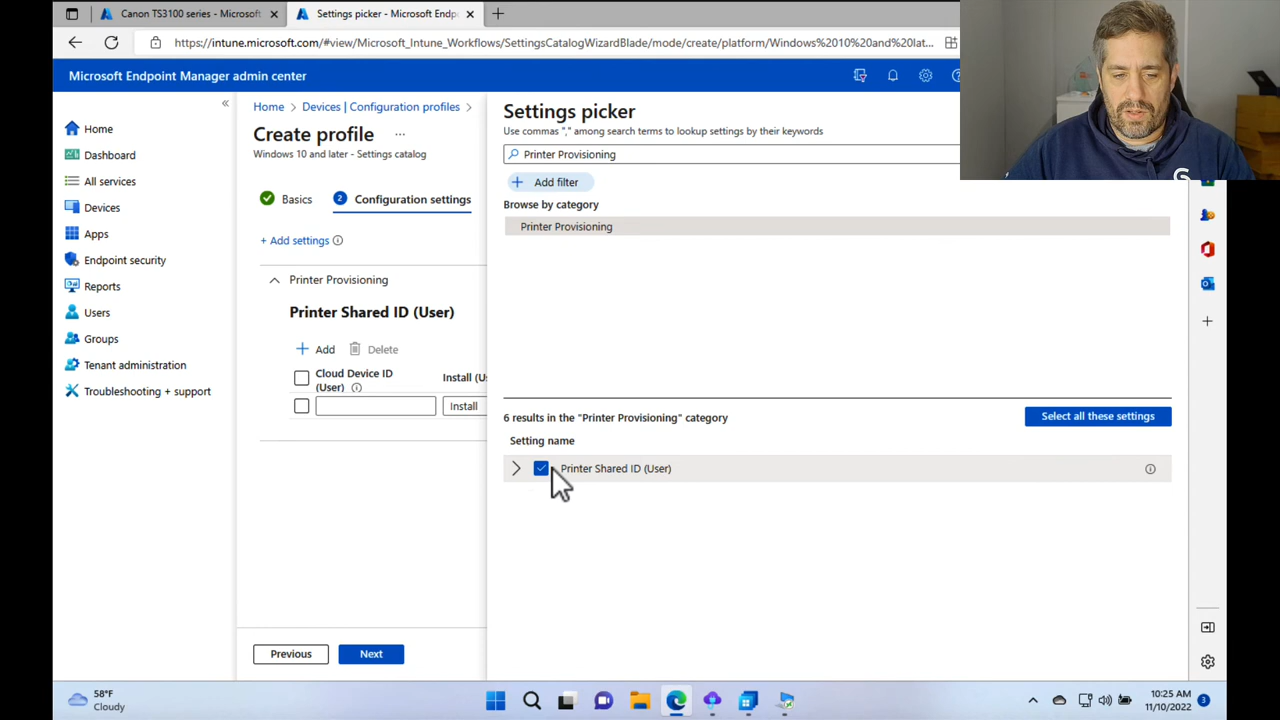 Canon TS3100 series - Microsoft
Settings picker - Microsoft Endp
https://intune.microsoft.com/#view/Microsoft_Intune_Workflows/SettingsCatalogWizardBlade/mode/create/platform/Windows%2010%20and%20lat...
Microsoft Endpoint Manager admin center
Home
Dashboard
All services
Devices
Apps
Endpoint security
Reports
Users
Groups
Tenant administration
Troubleshooting + support
Home > Devices | Configuration profiles >
Create profile ...
Windows 10 and later - Settings catalog
Basics
2 Configuration settings
+ Add settings
Printer Provisioning
Printer Shared ID (User)
+ Add Delete
Cloud Device ID
(User)
Install (U
Install
Previous Next
Settings picker
Use commas "," among search terms to lookup settings by their keywords
Printer Provisioning
+ Add filter
Browse by category
Printer Provisioning
6 results in the "Printer Provisioning" category
Select all these settings
Setting name
Printer Shared ID (User)
58°F
Cloudy
10:25 AM
11/10/2022
3